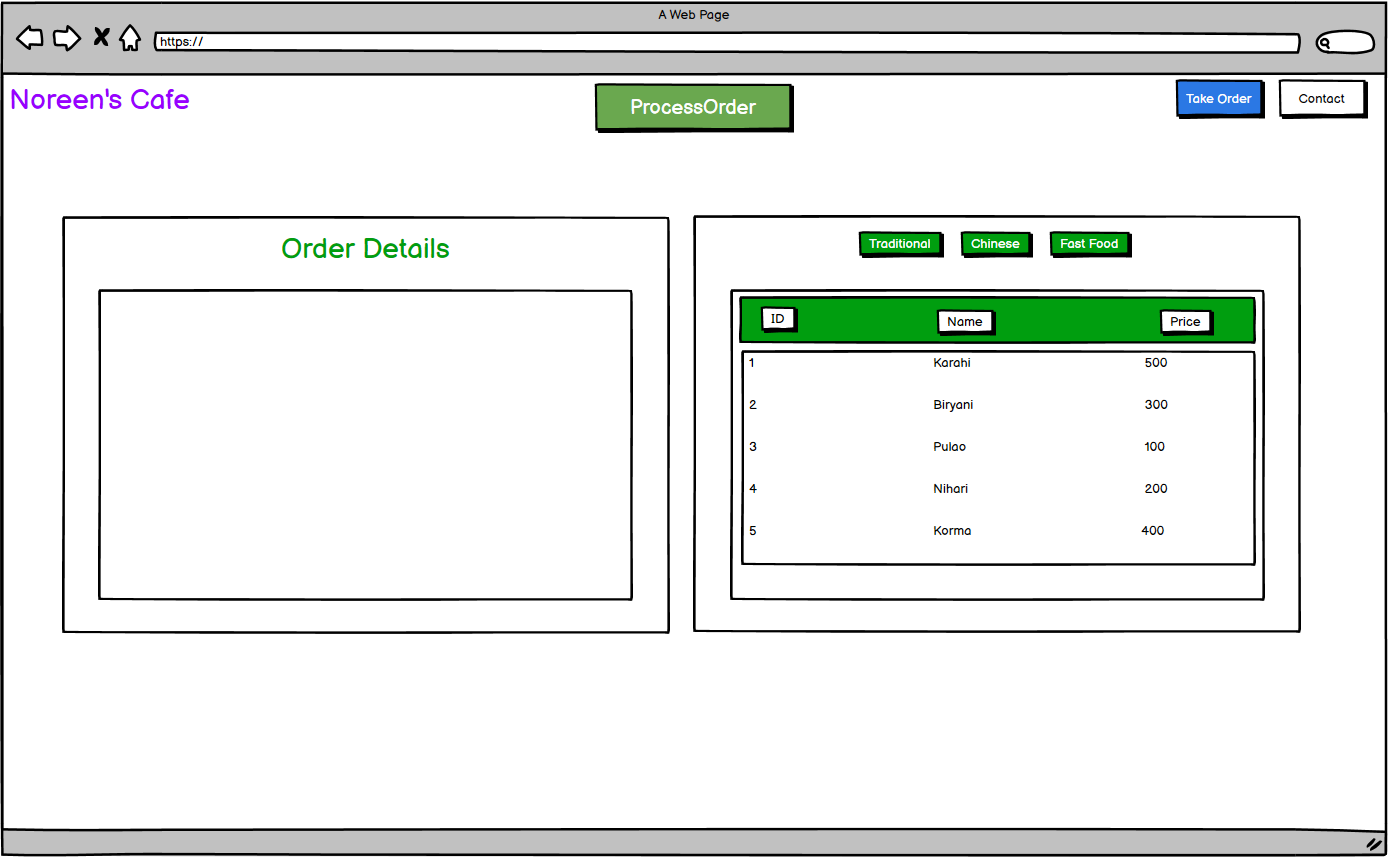 A Web Page
https://
Noreen's Cafe
ProcessOrder
Take Order
Contact
Order Details
Traditional
Chinese
Fast Food
ID
Name
Price
1 Karahi 500
2 Biryani 300
3 Pulao 100
4 Nihari 200
5 Korma 400